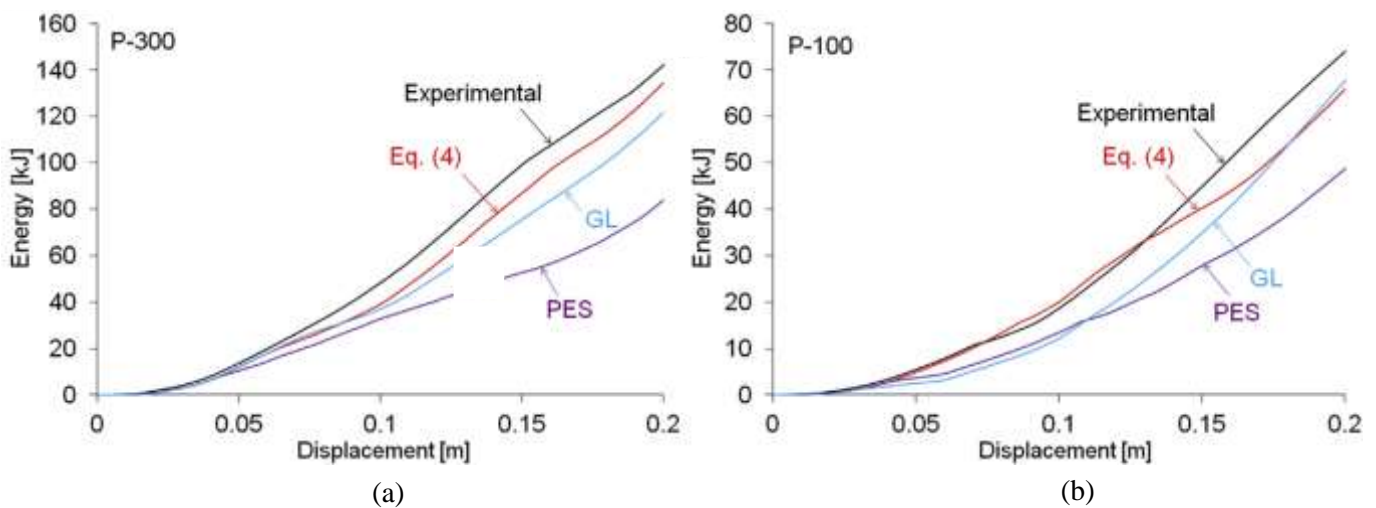 160
140
120
100
80
60
40
20
0
Energy [kJ]
P-300
Experimental
Eq. (4)
GL
PES
0
0.05
0.1
0.15
0.2
Displacement [m]
(a)
80
70
60
50
40
30
20
10
0
Energy [kJ]
P-100
Experimental
Eq. (4)
GL
PES
0
0.05
0.1
0.15
0.2
Displacement [m]
(b)